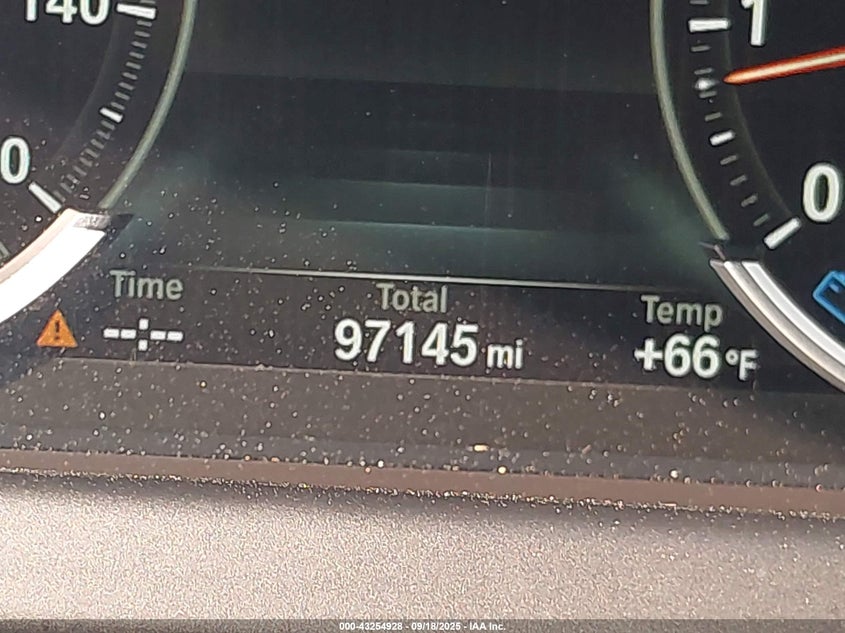 140
1
0
0
Time
Total
Temp
--:--
97145 mi
+66°F
000-43254928 - 09/18/2025 - IAA Inc.